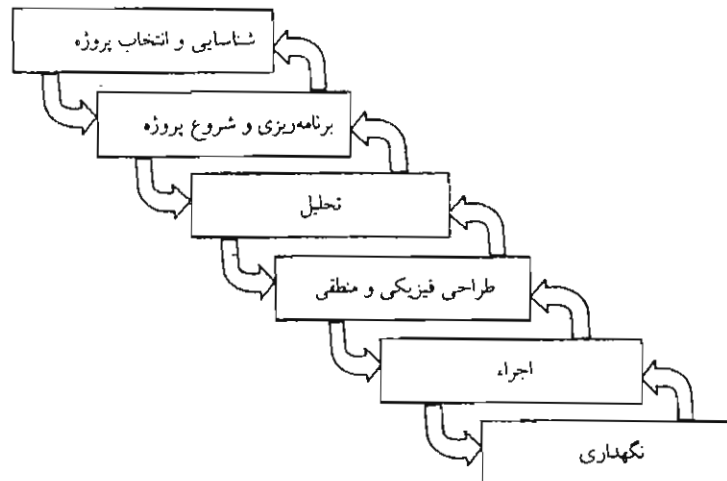 شناسایی و انتخاب پروژه
برنامه‌ریزی و شروع پروژه
تحلیل
طراحی فیزیکی و منطقی
اجراء
نگهداری